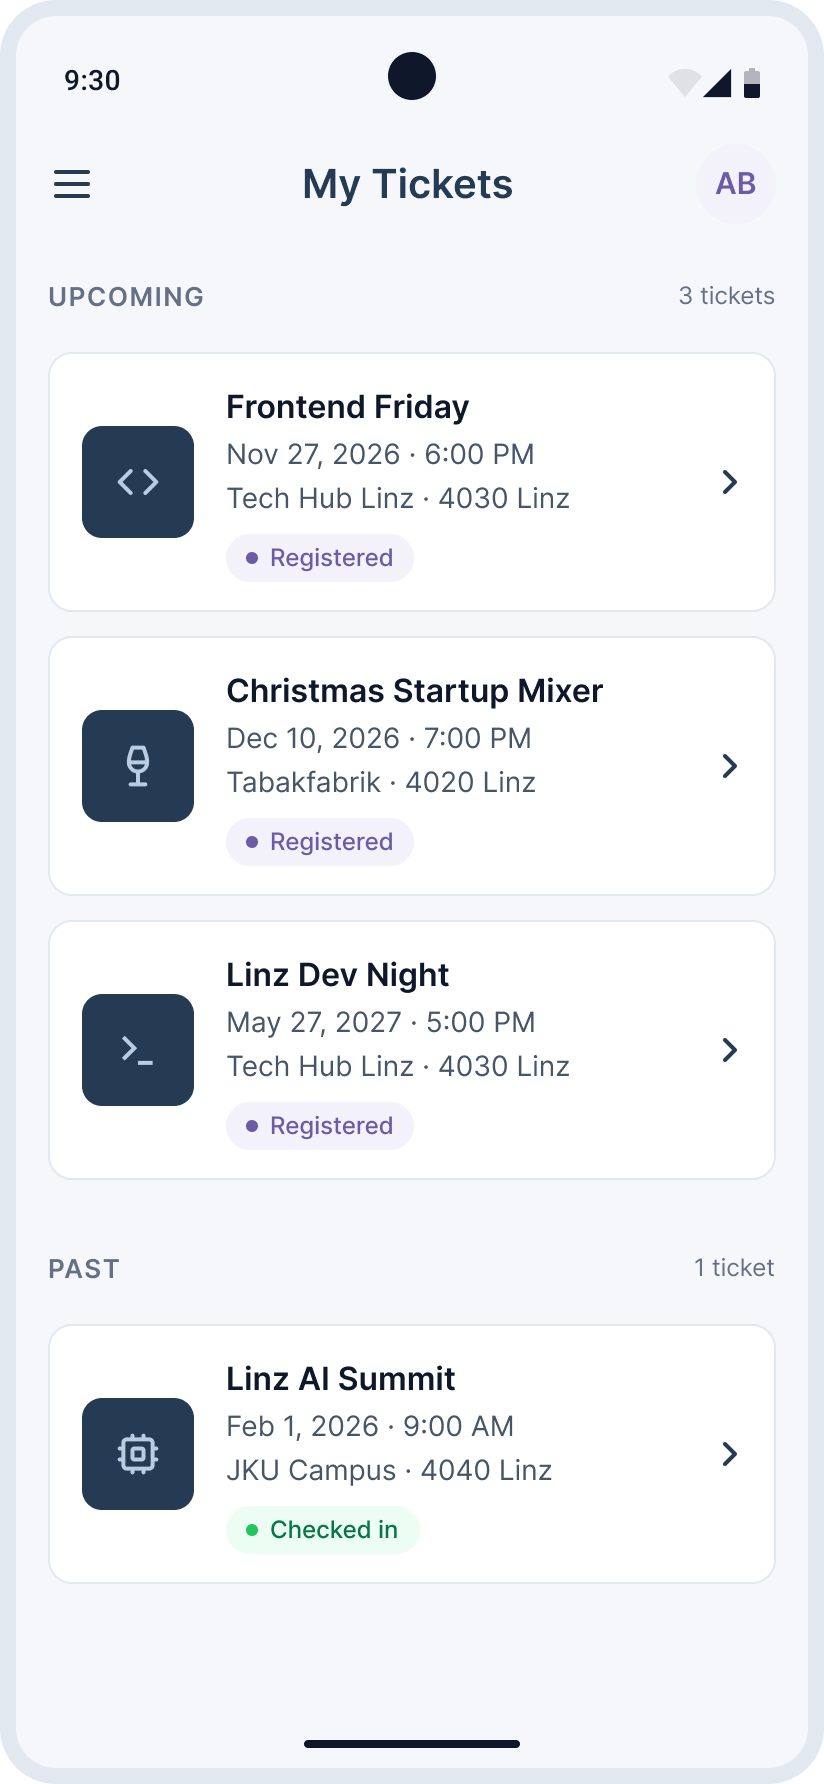 9:30
My Tickets
AB
UPCOMING
3 tickets
Frontend Friday
Nov 27, 2026 · 6:00 PM
Tech Hub Linz · 4030 Linz
Registered
Christmas Startup Mixer
Dec 10, 2026 · 7:00 PM
Tabakfabrik · 4020 Linz
Registered
Linz Dev Night
May 27, 2027 · 5:00 PM
Tech Hub Linz · 4030 Linz
Registered
PAST
1 ticket
Linz AI Summit
Feb 1, 2026 · 9:00 AM
JKU Campus · 4040 Linz
Checked in